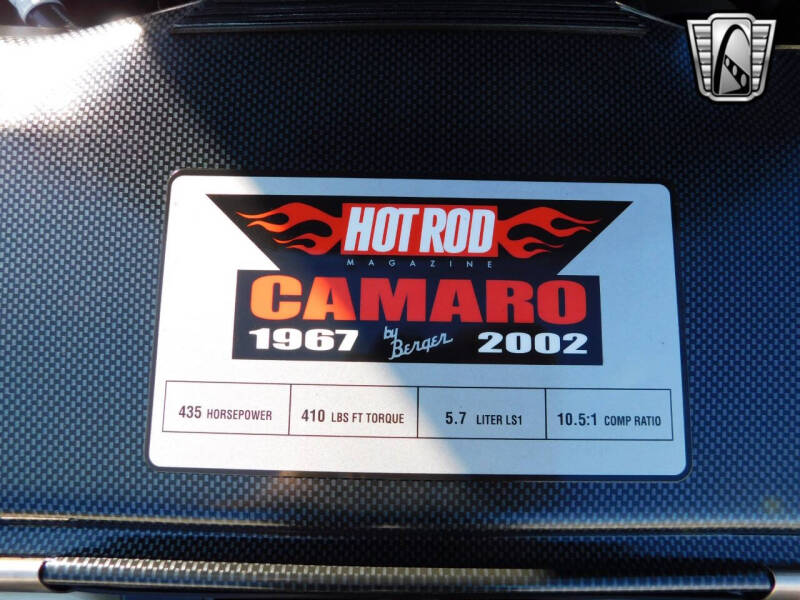 HOT ROD
MAGAZINE
CAMARO
1967 by Berger 2002
435 HORSEPOWER 410 LBS FT TORQUE 5.7 LITER LS1 10.5:1 COMP RATIO